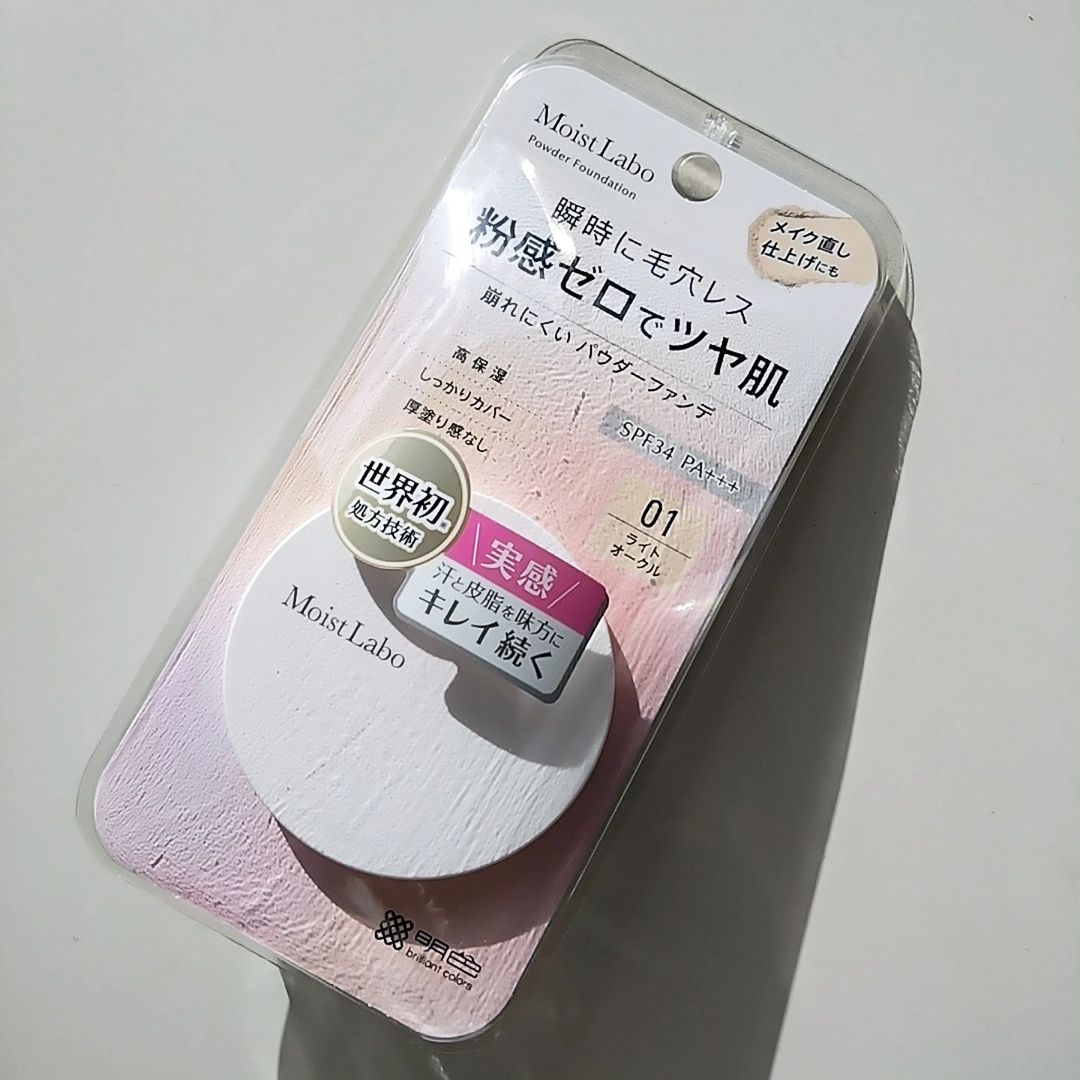 Moist Labo
Powder Foundation
メイク直し
仕上げにも
瞬時に毛穴レス
粉感ゼロでツヤ肌
崩れにくい パウダーファンデ
高保湿
しっかりカバー
厚塗り感なし
SPF34 PA+++
01
ライト
オークル
世界初※
処方技術
\実感/
汗と皮脂を味方に
キレイ続く
Moist Labo
明色
brilliant colors